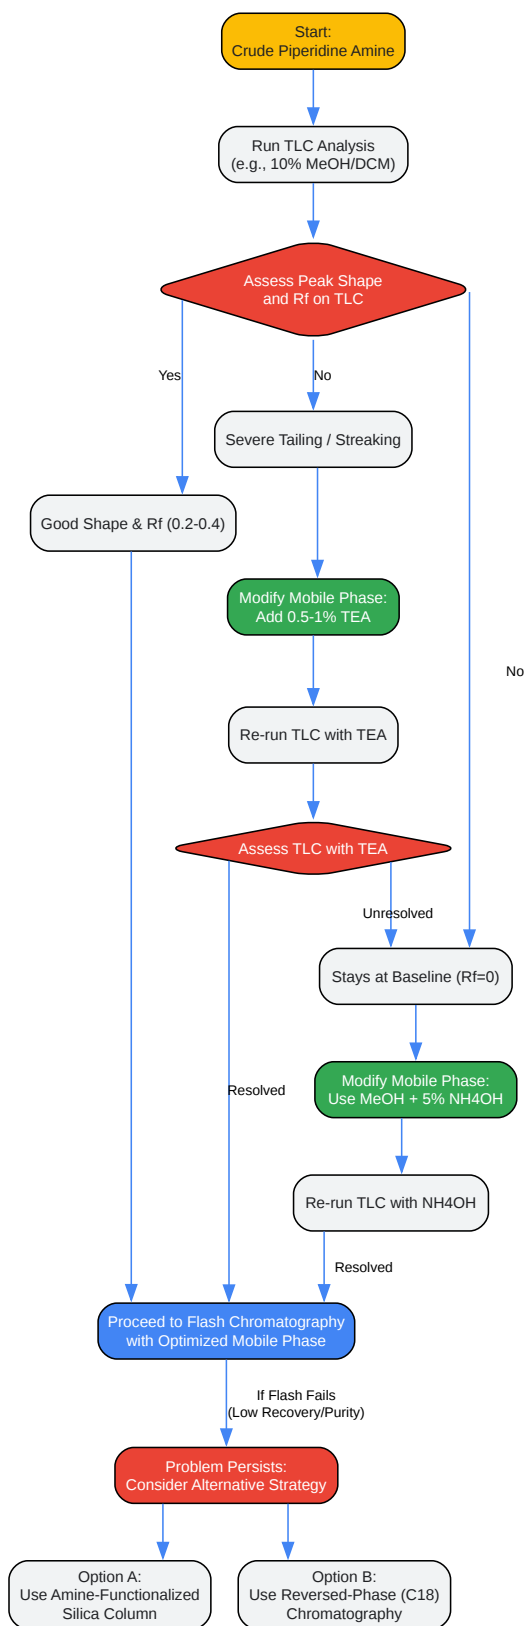 Start:
Crude Piperidine Amine
Run TLC Analysis
(e.g., 10% MeOH/DCM)
Assess Peak Shape
and Rf on TLC
Yes
No
Severe Tailing / Streaking
Good Shape & Rf (0.2-0.4)
Modify Mobile Phase:
Add 0.5-1% TEA
No
Re-run TLC with TEA
Assess TLC with TEA
Unresolved
Stays at Baseline (Rf=0)
Modify Mobile Phase:
Use MeOH + 5% NH4OH
Resolved
Re-run TLC with NH4OH
Resolved
Proceed to Flash Chromatography
with Optimized Mobile Phase
If Flash Fails
(Low Recovery/Purity)
Problem Persists:
Consider Alternative Strategy
Option A:
Use Amine-Functionalized
Silica Column
Option B:
Use Reversed-Phase (C18)
Chromatography